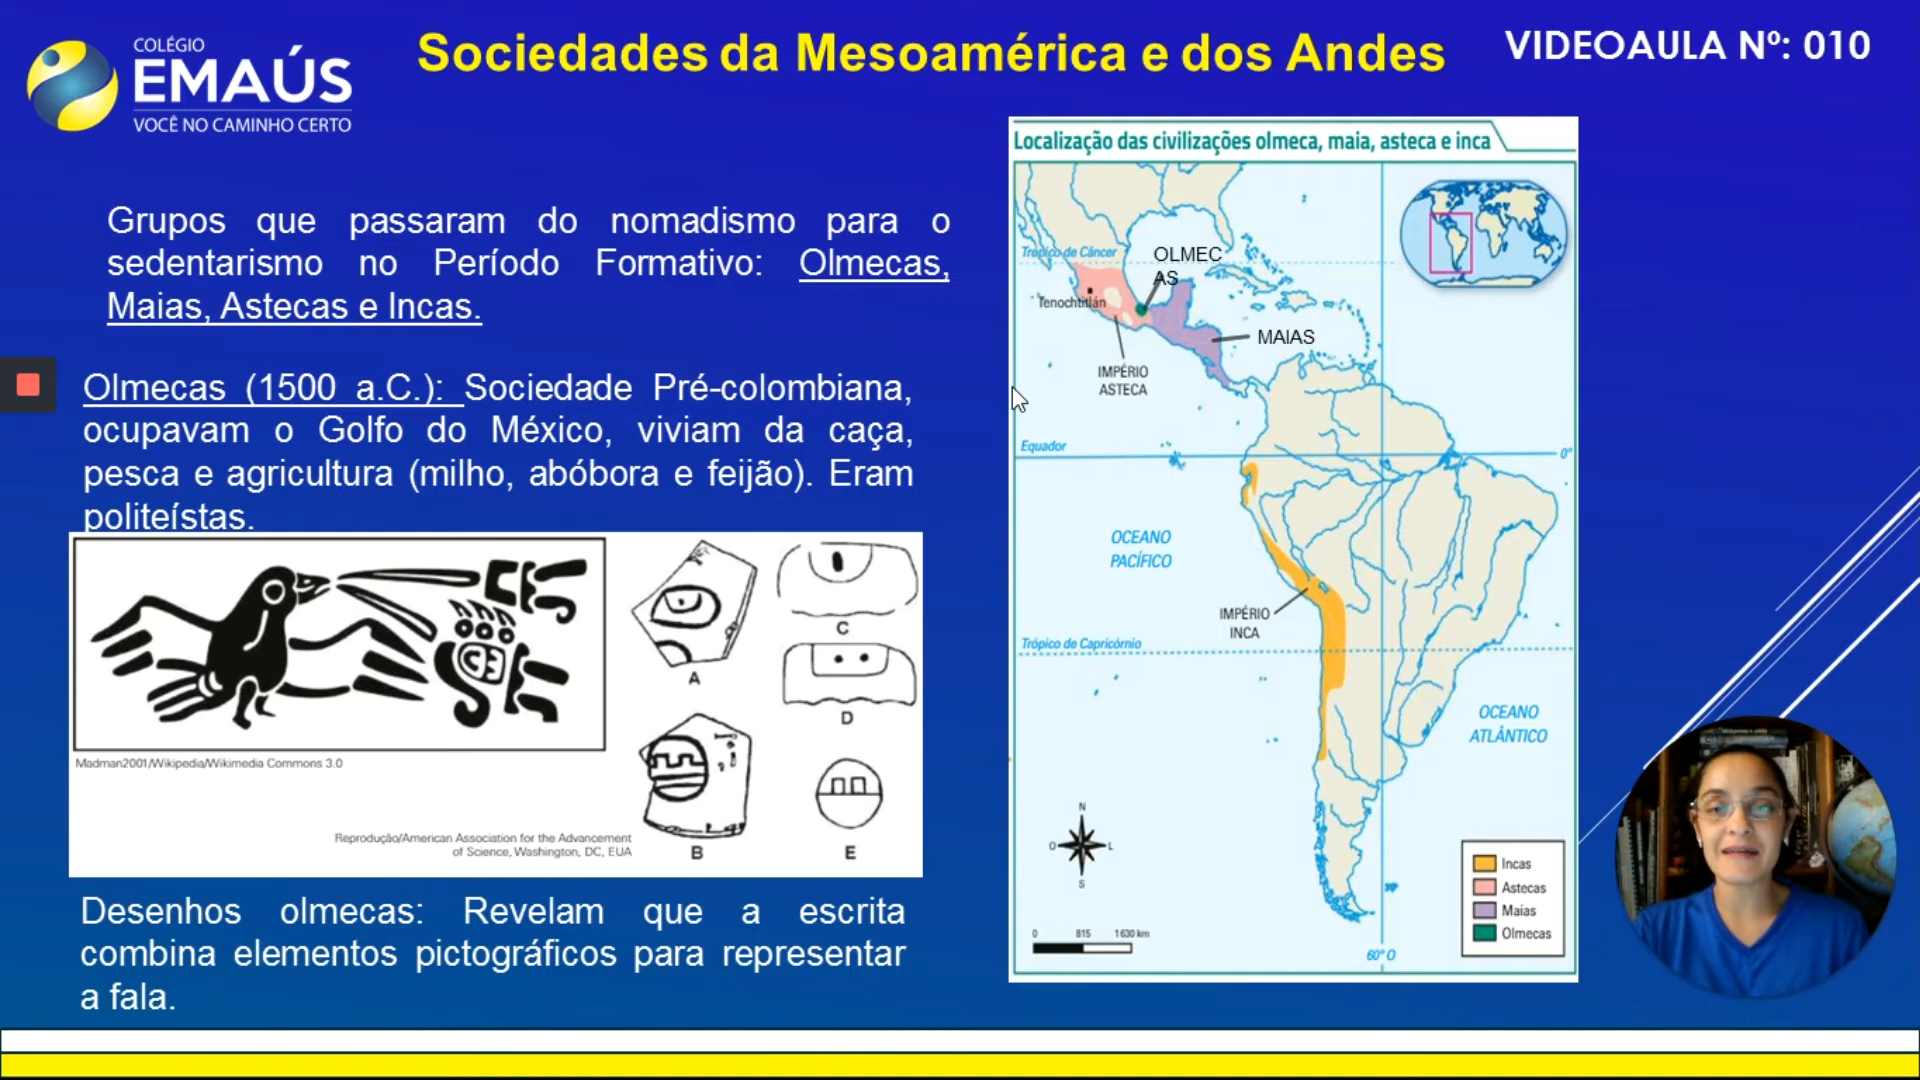 COLÉGIO
EMAÚS
VOCÊ NO CAMINHO CERTO
Sociedades da Mesoamérica e dos Andes
VIDEOAULA Nº: 010
Grupos que passaram do nomadismo para o
sedentarismo no Período Formativo: Olmecas,
Maias, Astecas e Incas.
Olmecas (1500 a.C.): Sociedade Pré-colombiana,
ocupavam o Golfo do México, viviam da caça,
pesca e agricultura (milho, abóbora e feijão). Eram
politeístas.
A
B
C
D
E
Madman2001/Wikipedia/Wikimedia Commons 3.0
Reprodução/American Association for the Advancement
of Science, Washington, DC, EUA
Desenhos olmecas: Revelam que a escrita
combina elementos pictográficos para representar
a fala.
Localização das civilizações olmeca, maia, asteca e inca
Trópico de Câncer
OLMEC
AS
Tenochtitlán
MAIAS
IMPÉRIO
ASTECA
Equador
0°
OCEANO
PACÍFICO
IMPÉRIO
INCA
Trópico de Capricórnio
OCEANO
ATLÂNTICO
N
O
L
S
0 815 1630 km
60° O
Incas
Astecas
Maias
Olmecas